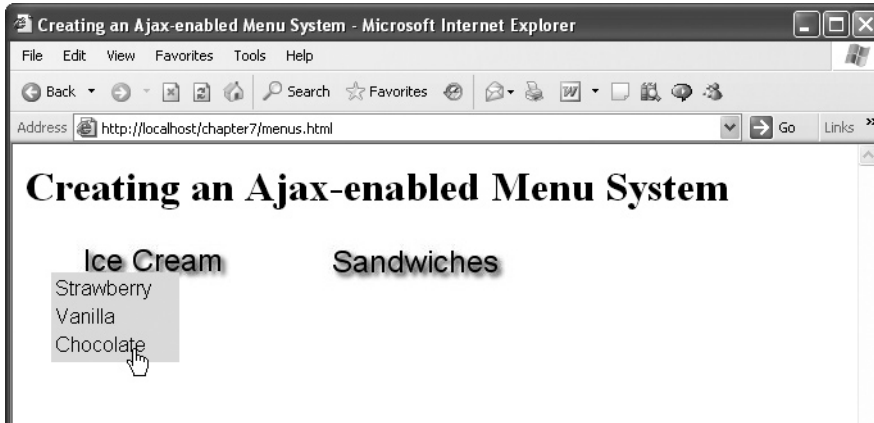 Creating an Ajax-enabled Menu System - Microsoft Internet Explorer
File Edit View Favorites Tools Help
Back Search Favorites
Address http://localhost/chapter7/menus.html Go Links »
Creating an Ajax-enabled Menu System
Ice Cream Sandwiches
Strawberry
Vanilla
Chocolate